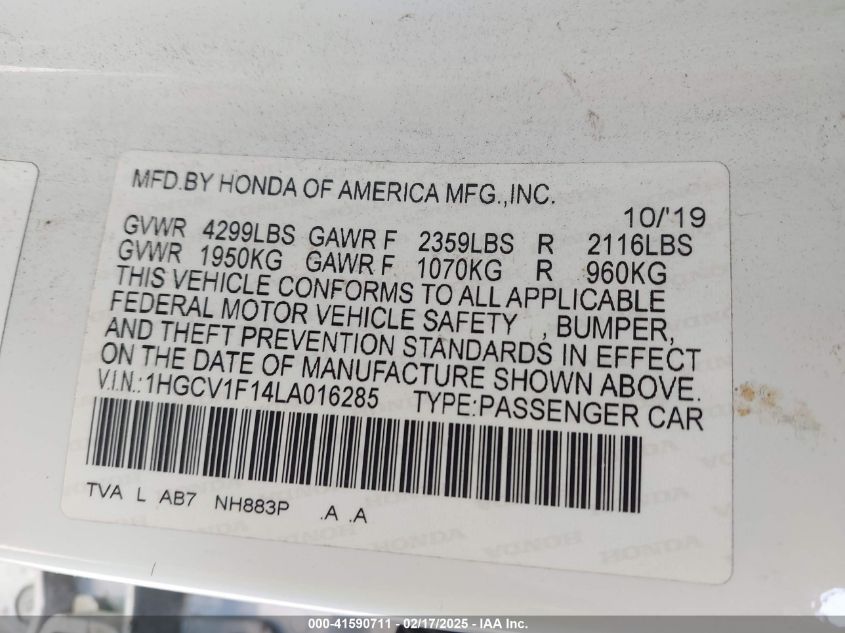 MFD.BY HONDA OF AMERICA MFG.,INC.
10/'19
GVWR 4299LBS GAWR F 2359LBS R 2116LBS
GVWR 1950KG GAWR F 1070KG R 960KG
THIS VEHICLE CONFORMS TO ALL APPLICABLE
FEDERAL MOTOR VEHICLE SAFETY , BUMPER,
AND THEFT PREVENTION STANDARDS IN EFFECT
ON THE DATE OF MANUFACTURE SHOWN ABOVE.
V.I.N.:1HGCV1F14LA016285 TYPE:PASSENGER CAR
TVA L AB7 NH883P .A .A
000-41590711 - 02/17/2025 - IAA Inc.